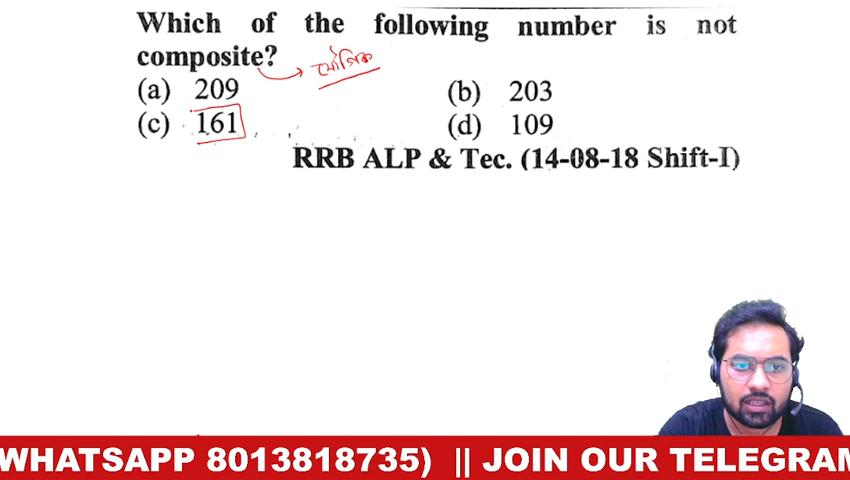 Which of the following number is not
composite? যৌগিক
(a) 209 (b) 203
(c) 161 (d) 109
RRB ALP & Tec. (14-08-18 Shift-I)
WHATSAPP 8013818735) || JOIN OUR TELEGRAM